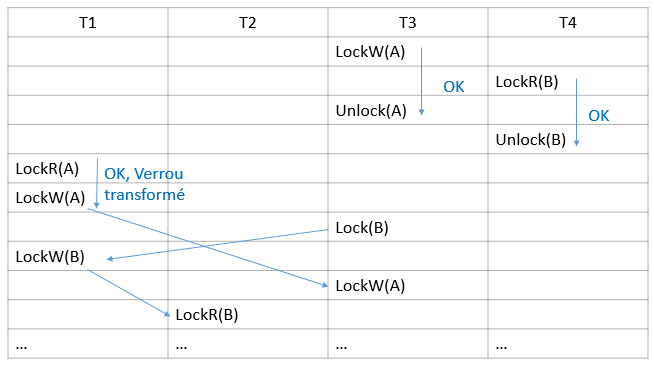 T1 T2 T3 T4
LockW(A)
LockR(B)
OK
Unlock(A)
OK
Unlock(B)
LockR(A)
OK, Verrou
transformé
LockW(A)
Lock(B)
LockW(B)
LockW(A)
LockR(B)
... ... ... ...